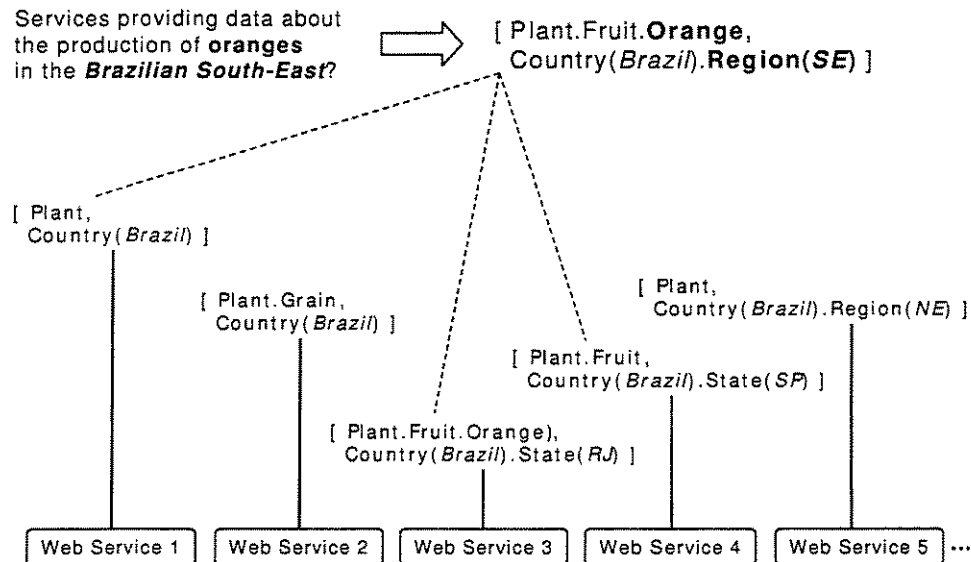 Services providing data about
the production of oranges
in the Brazilian South-East?
[ Plant.Fruit.Orange,
Country(Brazil).Region(SE) ]
[ Plant,
Country(Brazil) ]
[ Plant.Grain,
Country(Brazil) ]
[ Plant,
Country(Brazil).Region(NE) ]
[ Plant.Fruit,
Country(Brazil).State(SP) ]
[ Plant.Fruit.Orange),
Country(Brazil).State(RJ) ]
Web Service 1
Web Service 2
Web Service 3
Web Service 4
Web Service 5 ...